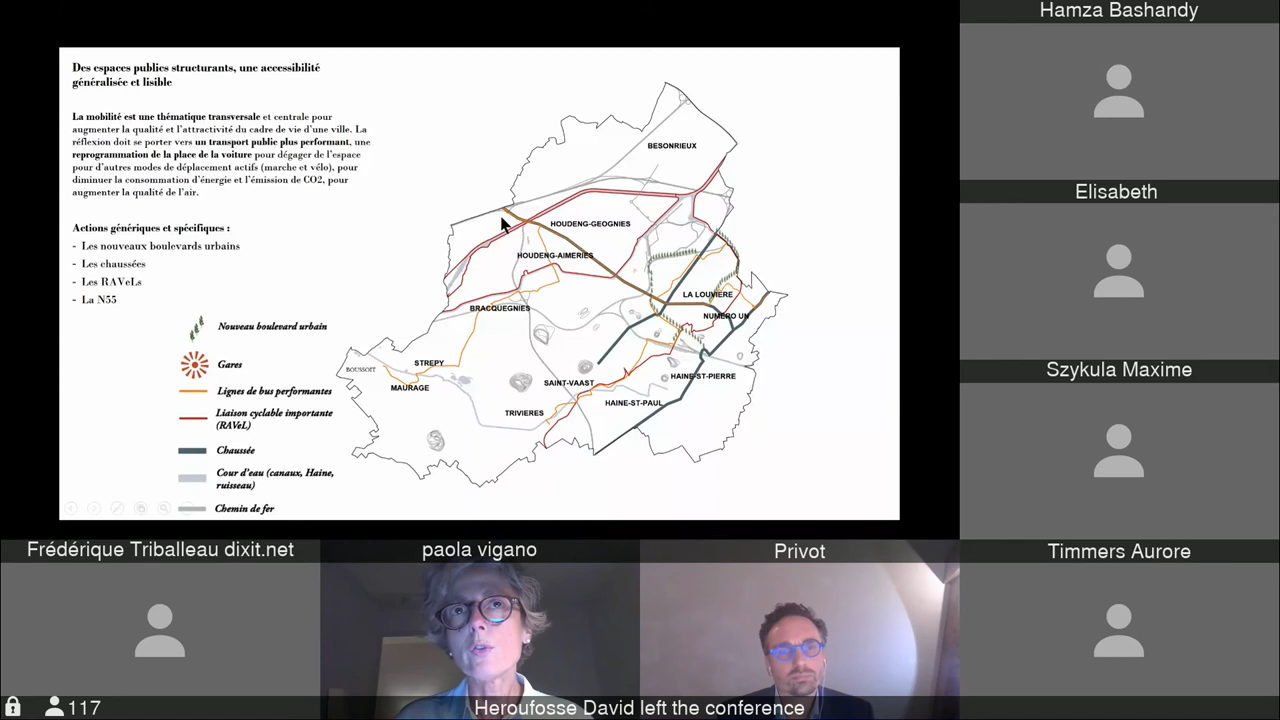 Hamza Bashandy
Des espaces publics structurants, une accessibilité
généralisée et lisible
La mobilité est une thématique transversale et centrale pour
augmenter la qualité et l'attractivité du cadre de vie d'une ville. La
réflexion doit se porter vers un transport public plus performant, une
reprogrammation de la place de la voiture pour dégager de l'espace
pour d'autres modes de déplacement actifs (marche et vélo), pour
diminuer la consommation d'énergie et l'émission de CO2, pour
augmenter la qualité de l'air.
Actions génériques et spécifiques :
- Les nouveaux boulevards urbains
- Les chaussées
- Les RAVeLs
- La N55
Nouveau boulevard urbain
Gares
Lignes de bus performantes
Liaison cyclable importante
(RAVeL)
Chaussée
Cour d'eau (canaux, Haine,
ruisseau)
Chemin de fer
BESONRIEUX
HOUDENG-GEOGNIES
HOUDENG-AIMERIES
LA LOUVIERE
BRACQUEGNIES
NUMERO UN
STREPY
BOUSSOIT
MAURAGE
SAINT-VAAST
HAINE-ST-PIERRE
HAINE-ST-PAUL
TRIVIERES
Elisabeth
Szykula Maxime
Frédérique Triballeau dixit.net
paola vigano
Privot
Timmers Aurore
117
Heroufosse David left the conference